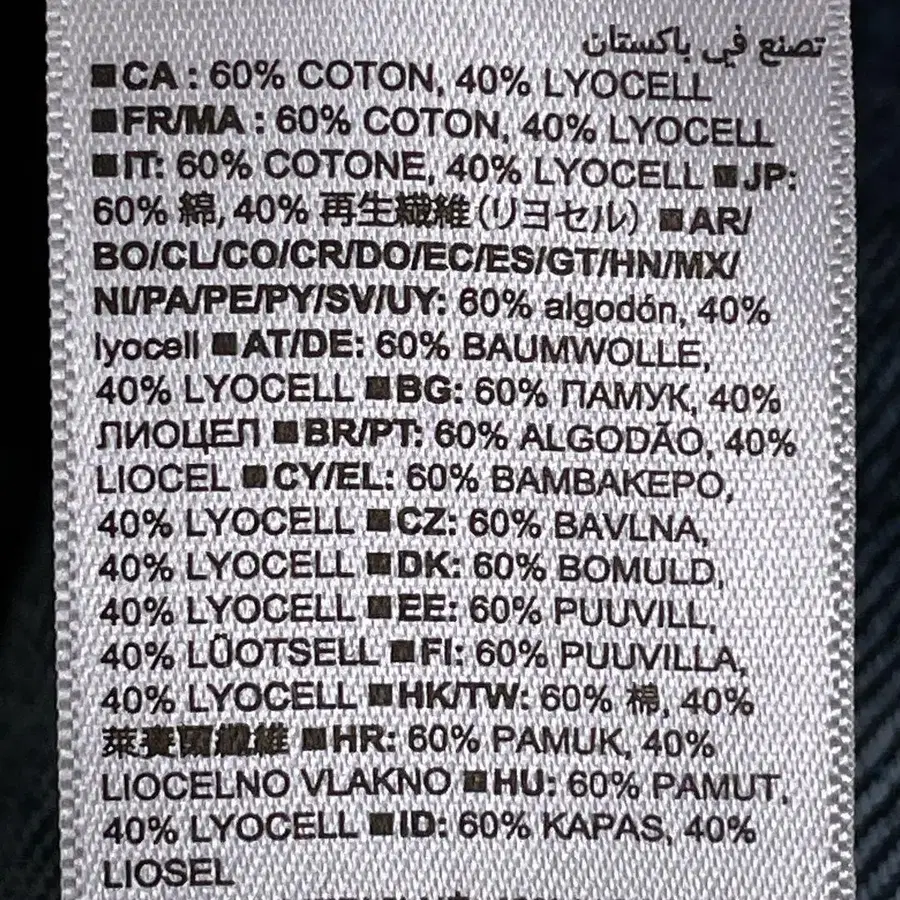 تصنع في باكستان
■CA : 60% COTON, 40% LYOCELL
■FR/MA : 60% COTON, 40% LYOCELL
■IT: 60% COTONE, 40% LYOCELL ■JP:
60% 綿, 40% 再生繊維(リヨセル) ■AR/
BO/CL/CO/CR/DO/EC/ES/GT/HN/MX/
NI/PA/PE/PY/SV/UY: 60% algodón, 40%
lyocell ■AT/DE: 60% BAUMWOLLE,
40% LYOCELL ■BG: 60% ПАМУК, 40%
ЛИОЦЕЛ ■BR/PT: 60% ALGODÃO, 40%
LIOCEL ■CY/EL: 60% ΒΑΜΒΑΚΕΡΟ,
40% LYOCELL ■CZ: 60% BAVLNA,
40% LYOCELL ■DK: 60% BOMULD,
40% LYOCELL ■EE: 60% PUUVILL,
40% LÜOTSELL ■FI: 60% PUUVILLA,
40% LYOCELL ■HK/TW: 60% 棉, 40%
萊賽爾纖維 ■HR: 60% PAMUK, 40%
LIOCELNO VLAKNO ■HU: 60% PAMUT,
40% LYOCELL ■ID: 60% KAPAS, 40%
LIOSEL